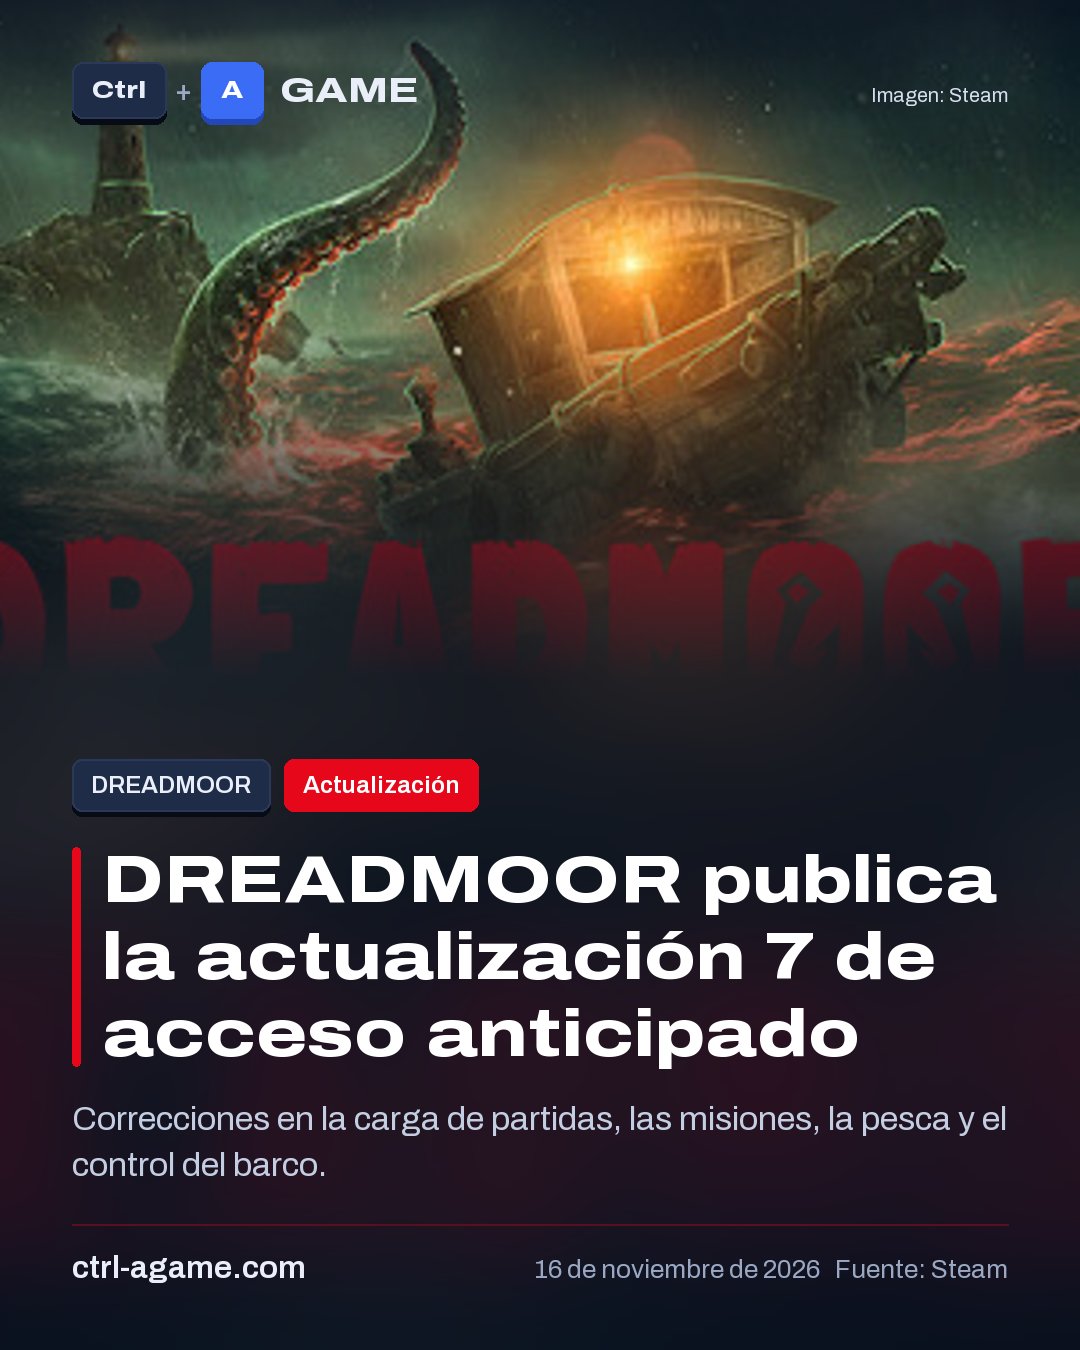 Ctrl + A GAME
Imagen: Steam
DREADMOOR
DREADMOOR
Actualización
DREADMOOR publica
la actualización 7 de
acceso anticipado
Correcciones en la carga de partidas, las misiones, la pesca y el
control del barco.
ctrl-agame.com
16 de noviembre de 2026 Fuente: Steam